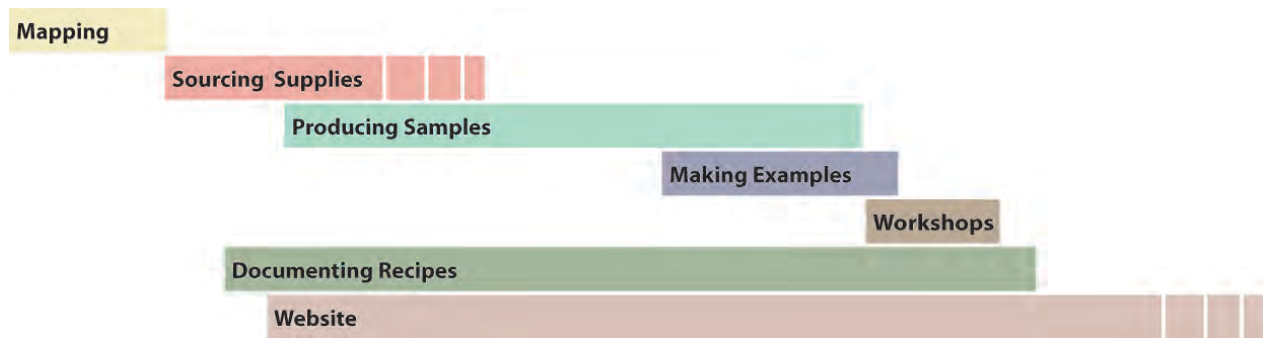 Mapping
Sourcing Supplies
Producing Samples
Making Examples
Workshops
Documenting Recipes
Website